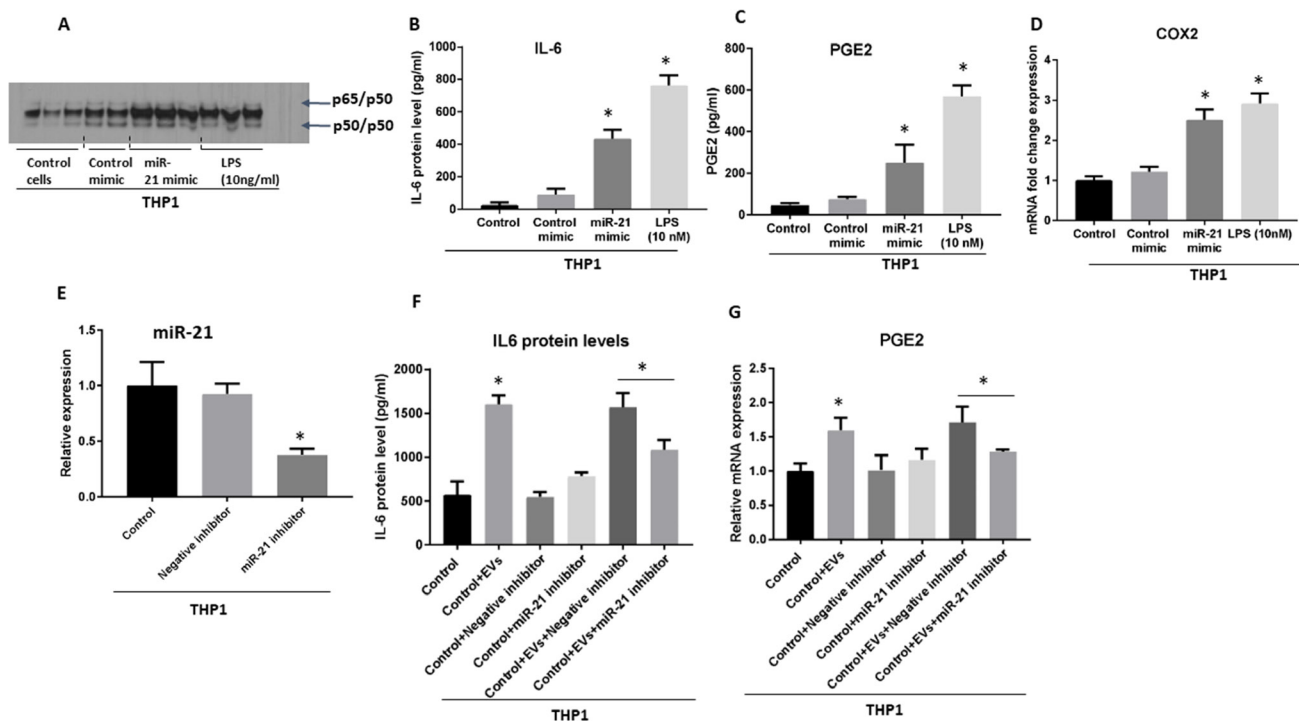 A
p65/p50
p50/p50
Control
cells
Control
mimic
miR-
21 mimic
LPS
(10ng/ml)
THP1
B
IL-6
IL-6 protein level (pg/ml)
1000
800
600
400
200
0
*
*
Control
Control
mimic
miR-21
mimic
LPS
(10 nM)
THP1
C
PGE2
PGE2 (pg/ml)
800
600
400
200
0
*
*
Control
Control
mimic
miR-21
mimic
LPS
(10 nM)
THP1
D
COX2
mRNA fold change expression
4
3
2
1
0
*
*
Control
Control
mimic
miR-21
mimic
LPS (10nM)
THP1
E
miR-21
Relative expression
1.5
1.0
0.5
0.0
*
Control
Negative inhibitor
miR-21 inhibitor
THP1
F
IL6 protein levels
IL-6 protein level (pg/ml)
2000
1500
1000
500
0
*
*
Control
Control+EVs
Control+Negative inhibitor
Control+miR-21 inhibitor
Control+EVs+Negative inhibitor
Control+EVs+miR-21 inhibitor
THP1
G
PGE2
Relative mRNA expression
2.5
2.0
1.5
1.0
0.5
0.0
*
*
Control
Control+EVs
Control+Negative inhibitor
Control+miR-21 inhibitor
Control+EVs+Negative inhibitor
Control+EVs+miR-21 inhibitor
THP1